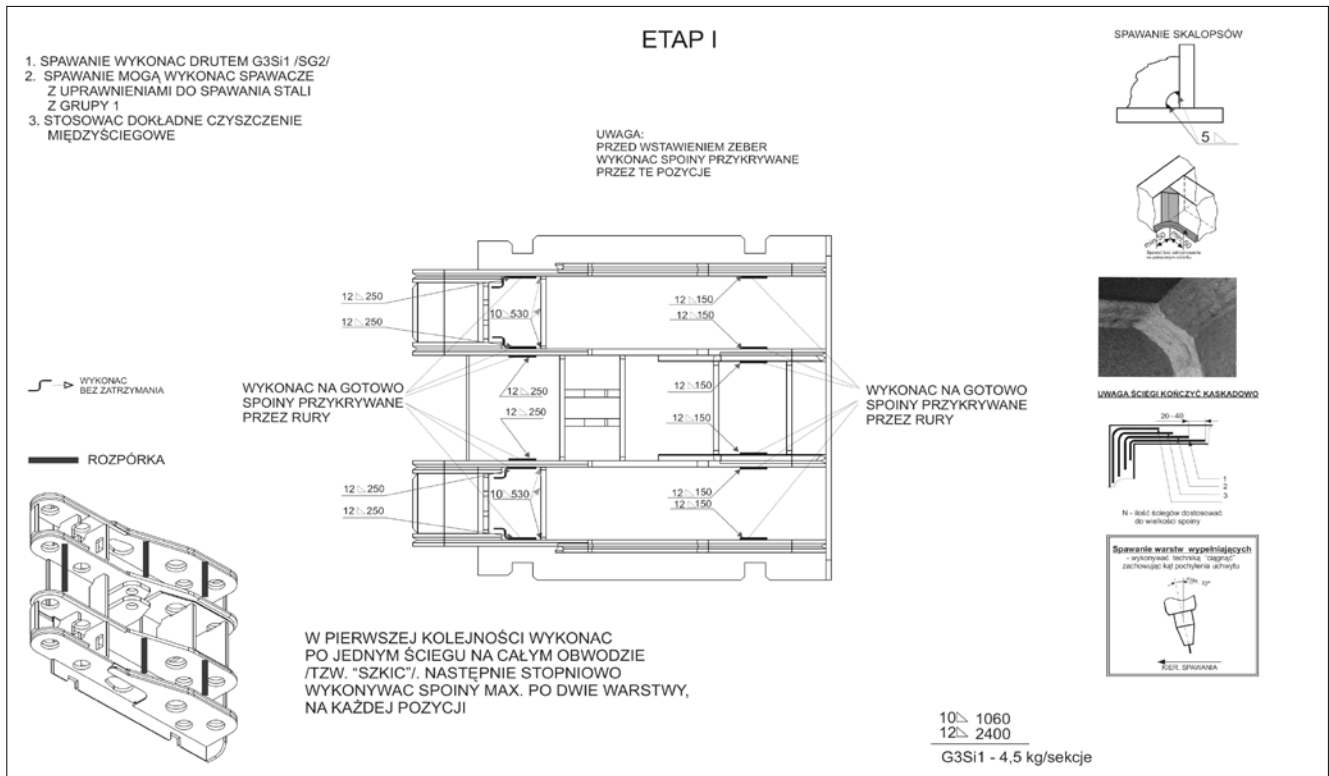 ETAP I
1. SPAWANIE WYKONAC DRUTEM G3Si1 /SG2/
2. SPAWANIE MOGĄ WYKONAC SPAWACZE
Z UPRAWNIENIAMI DO SPAWANIA STALI
Z GRUPY 1
3. STOSOWAC DOKŁADNE CZYSZCZENIE
MIĘDZYŚCIEGOWE
UWAGA:
PRZED WSTAWIENIEM ZEBER
WYKONAC SPOINY PRZYKRYWANE
PRZEZ TE POZYCJE
12 250
12 250
10 530
12 150
12 150
WYKONAC
BEZ ZATRZYMANIA
WYKONAC NA GOTOWO
SPOINY PRZYKRYWANE
PRZEZ RURY
12 250
12 250
12 150
12 150
WYKONAC NA GOTOWO
SPOINY PRZYKRYWANE
PRZEZ RURY
ROZPÓRKA
12 250
12 250
10 530
12 150
12 150
W PIERWSZEJ KOLEJNOŚCI WYKONAC
PO JEDNYM ŚCIEGU NA CAŁYM OBWODZIE
/TZW. "SZKIC"/. NASTĘPNIE STOPNIOWO
WYKONYWAC SPOINY MAX. PO DWIE WARSTWY,
NA KAŻDEJ POZYCJI
10 1060
12 2400
G3Si1 - 4,5 kg/sekcje
SPAWANIE SKALOPSÓW
5
min 50
min 50
UWAGA ŚCIEGI KOŃCZYĆ KASKADOWO
20-40
1
2
3
N - ilość ściegów dostosować
do wielkości spoiny
Spawanie warstw wypełniających
- wykonywać techniką "ciągnąć"
zachowując kąt pochylenia uchwytu
10°
KIER. SPAWANIA